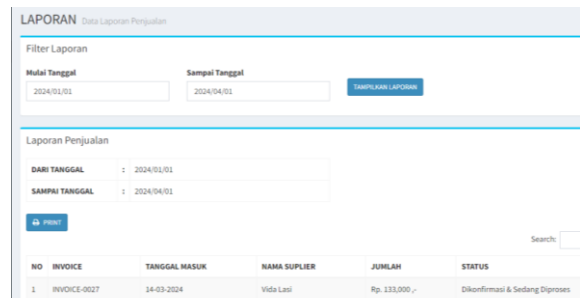 LAPORAN Data Laporan Penjualan
Filter Laporan
Mulai Tanggal Sampai Tanggal
2024/01/01 2024/04/01 TAMPILKAN LAPORAN
Laporan Penjualan
DARI TANGGAL : 2024/01/01
SAMPAI TANGGAL : 2024/04/01
PRINT
Search:
NO INVOICE TANGGAL MASUK NAMA SUPLIER JUMLAH STATUS
1 INVOICE-0027 14-03-2024 Vida Lasi Rp. 133,000 ,- Dikonfirmasi & Sedang Diproses